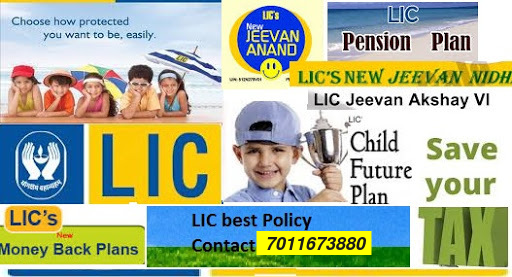 Choose how protected
you want to be, easily.
LIC's
New
JEEVAN
ANAND
LIC
Pension Plan
LIC'S NEW JEEVAN NIDH
LIC Jeevan Akshay VI
LIC
LIC
Child
Future
Plan
Save
your
TAX
LIC's
New
Money Back Plans
LIC best Policy
Contact 7011673880